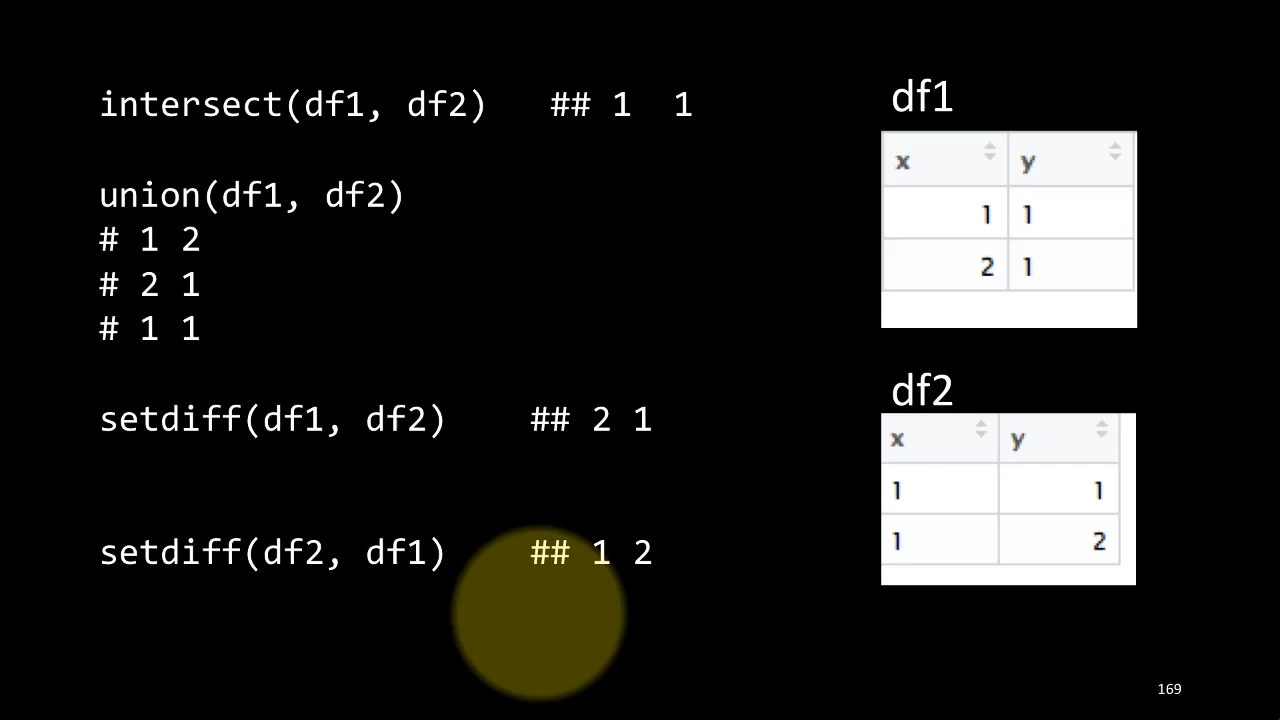 intersect(df1, df2)   ## 1  1
union(df1, df2)
# 1 2
# 2 1
# 1 1
setdiff(df1, df2)    ## 2 1
setdiff(df2, df1)    ## 1 2
df1
x y
1 1
2 1
df2
x y
1 1
1 2
169